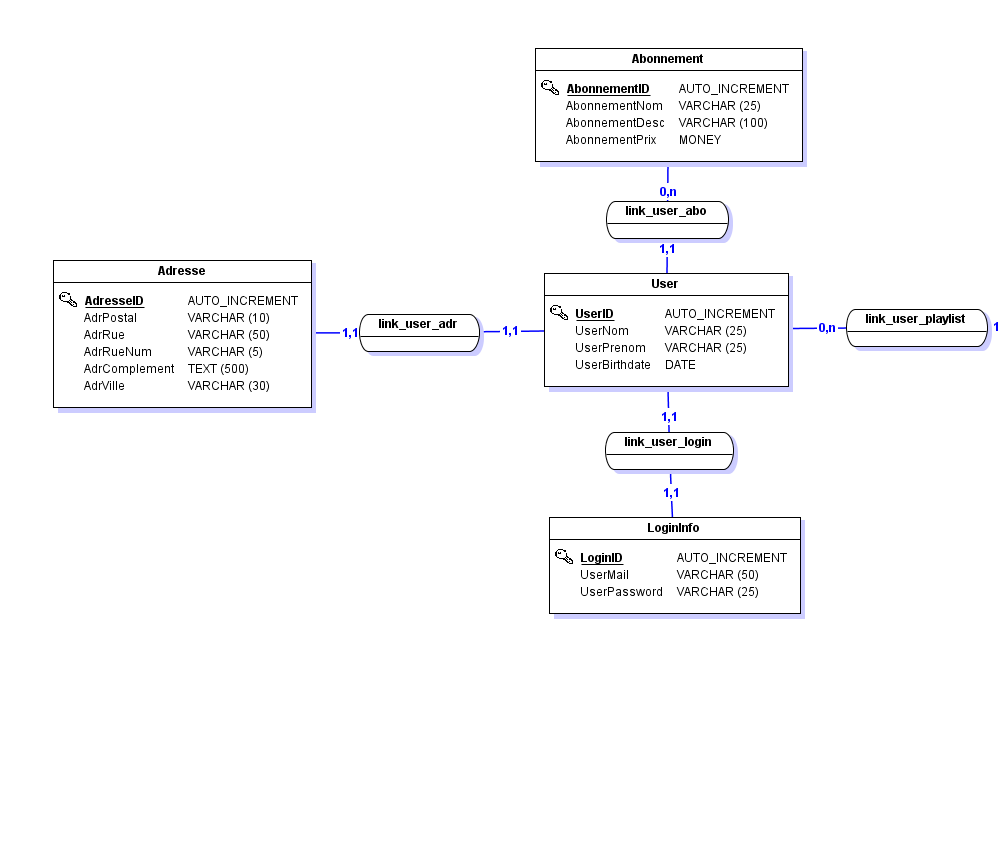 Abonnement
AbonnementID AUTO_INCREMENT
AbonnementNom VARCHAR (25)
AbonnementDesc VARCHAR (100)
AbonnementPrix MONEY
0,n
link_user_abo
1,1
Adresse
AdresseID AUTO_INCREMENT
AdrPostal VARCHAR (10)
AdrRue VARCHAR (50)
AdrRueNum VARCHAR (5)
AdrComplement TEXT (500)
AdrVille VARCHAR (30)
1,1
link_user_adr
1,1
User
UserID AUTO_INCREMENT
UserNom VARCHAR (25)
UserPrenom VARCHAR (25)
UserBirthdate DATE
0,n
link_user_playlist
1
1,1
link_user_login
1,1
LoginInfo
LoginID AUTO_INCREMENT
UserMail VARCHAR (50)
UserPassword VARCHAR (25)